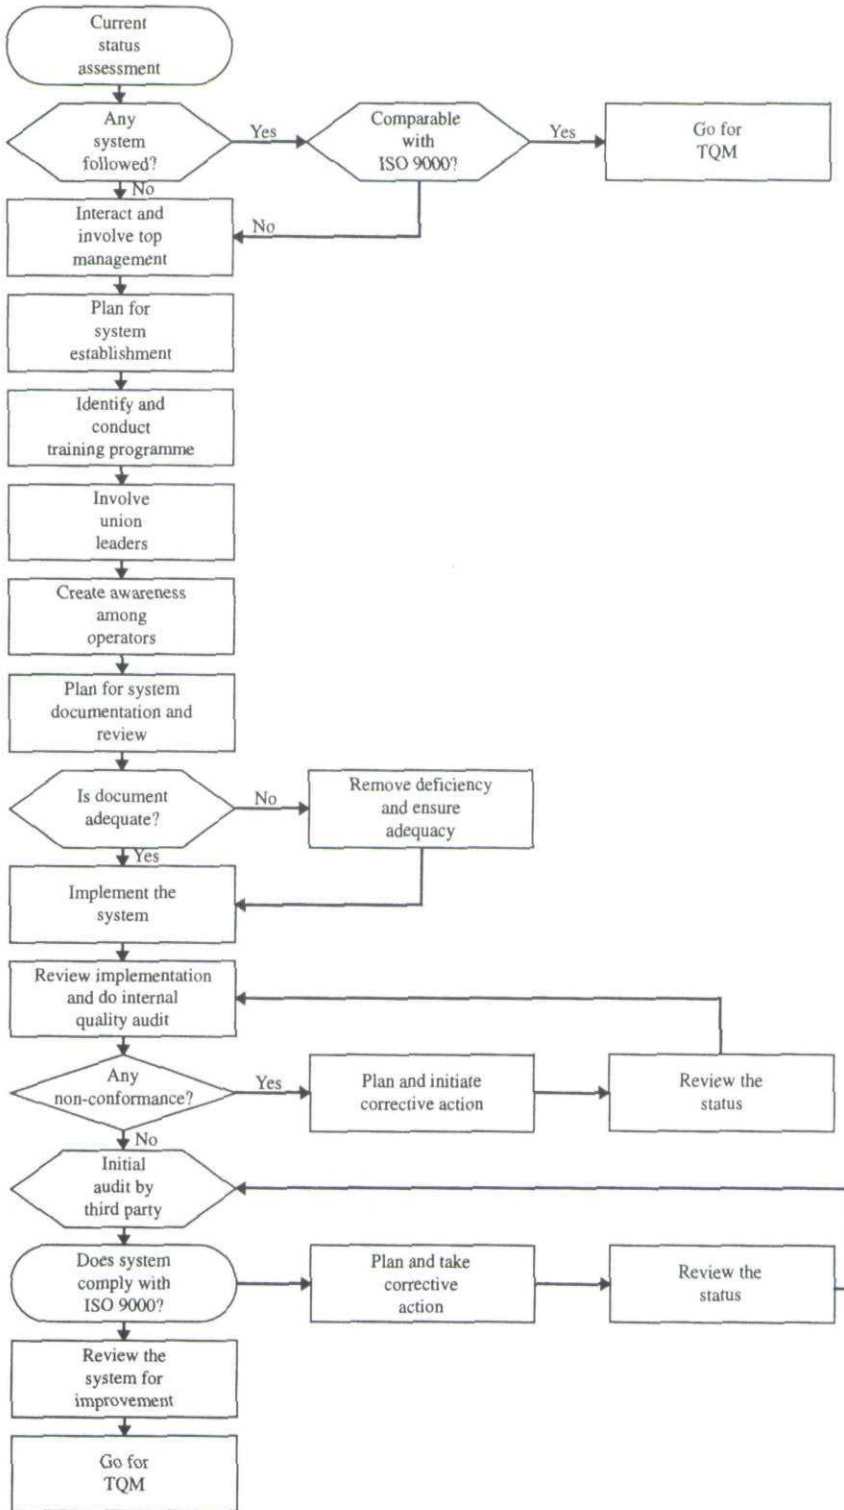 Current
status
assessment
Any
system
followed?
Yes
Comparable
with
ISO 9000?
Yes
Go for
TQM
No
No
Interact and
involve top
management
Plan for
system
establishment
Identify and
conduct
training programme
Involve
union
leaders
Create awareness
among
operators
Plan for system
documentation and
review
Is document
adequate?
No
Remove deficiency
and ensure
adequacy
Yes
Implement the
system
Review implementation
and do internal
quality audit
Any
non-conformance?
Yes
Plan and initiate
corrective action
Review the
status
No
Initial
audit by
third party
Does system
comply with
ISO 9000?
Plan and take
corrective
action
Review the
status
Review the
system for
improvement
Go for
TQM